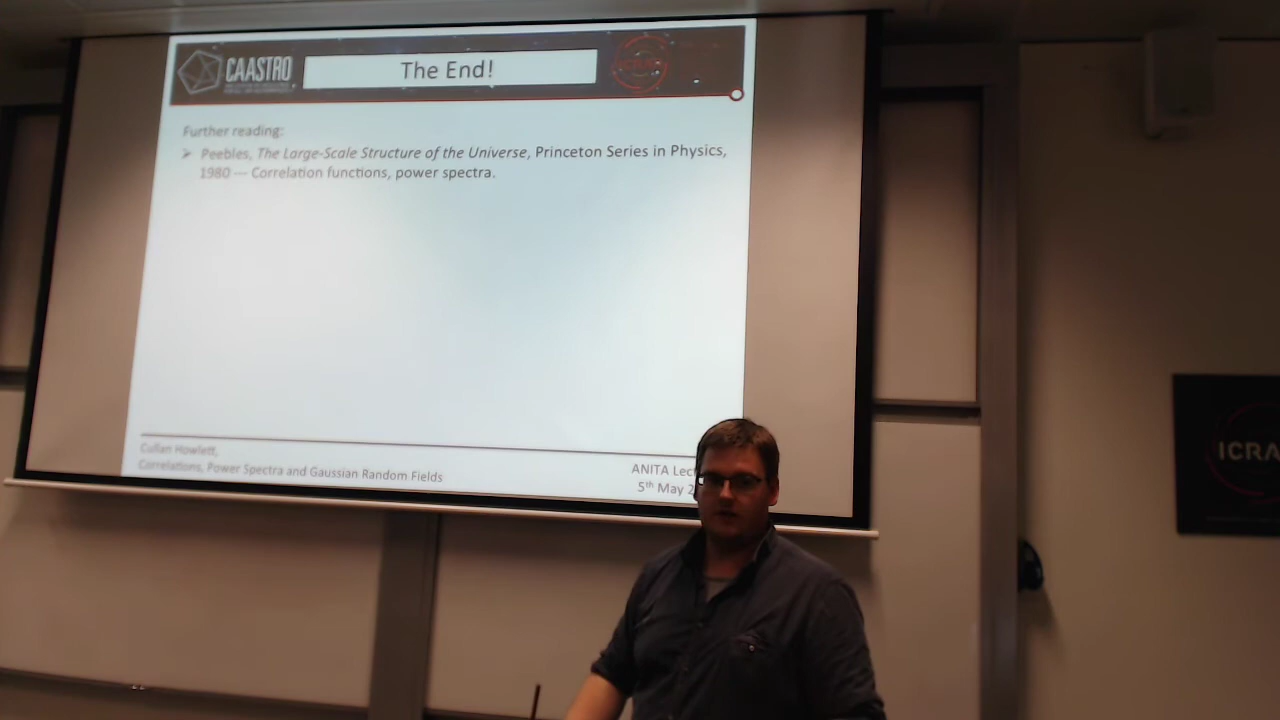 CAASTRO
The End!
ICRAR
Further reading:
➢ Peebles, The Large-Scale Structure of the Universe, Princeton Series in Physics,
1980 --- Correlation functions, power spectra.
Cullan Howlett,
Correlations, Power Spectra and Gaussian Random Fields
ANITA Lec
5th May 2
ICRA